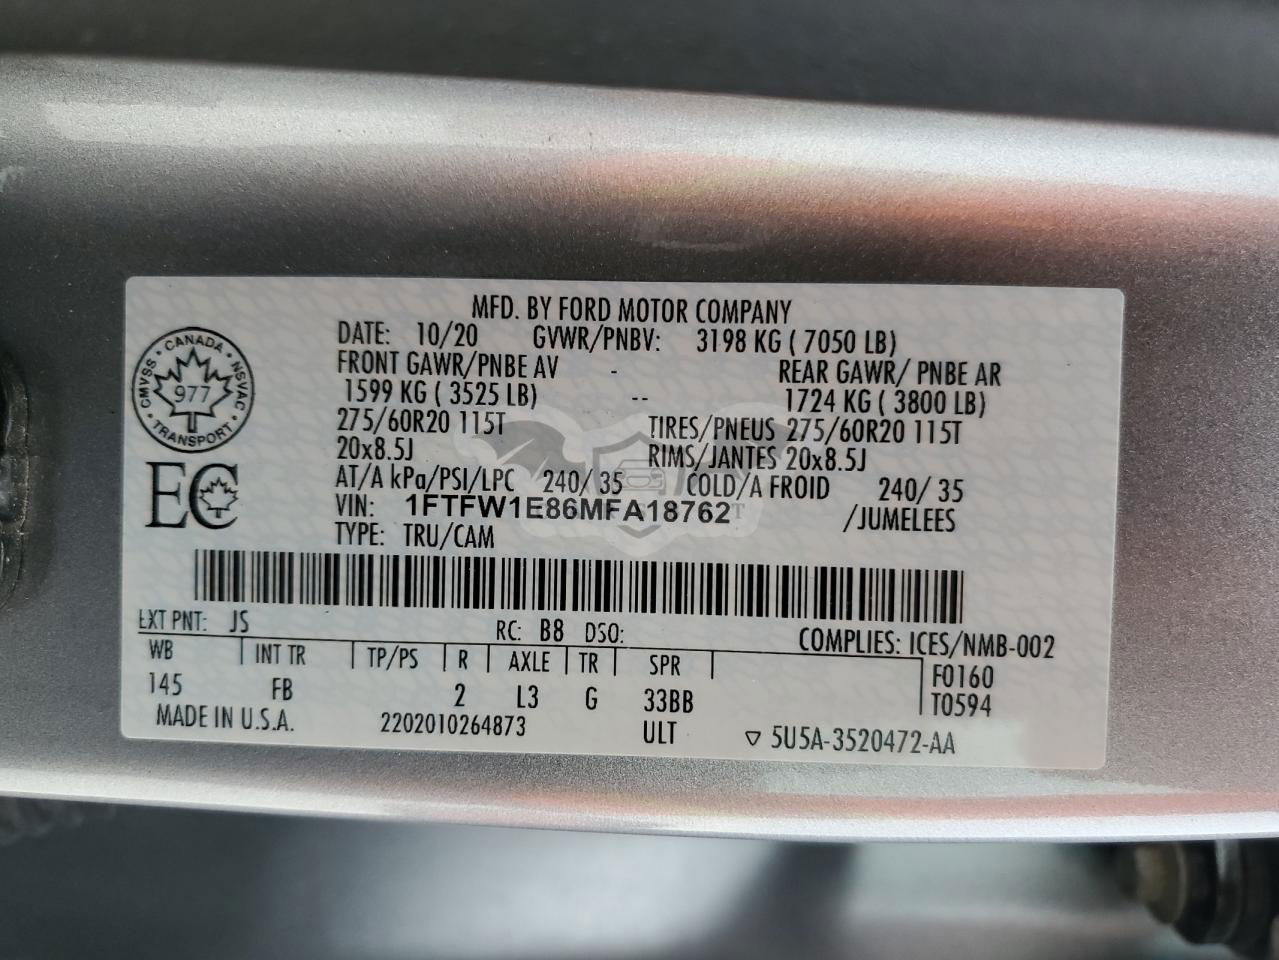 MFD. BY FORD MOTOR COMPANY
DATE: 10/20 GVWR/PNBV: 3198 KG ( 7050 LB)
FRONT GAWR/PNBE AV - REAR GAWR/ PNBE AR
1599 KG ( 3525 LB) -- 1724 KG ( 3800 LB)
275/60R20 115T TIRES/PNEUS 275/60R20 115T
20x8.5J RIMS/JANTES 20x8.5J
AT/A kPa/PSI/LPC 240/ 35 COLD/A FROID 240/ 35
VIN: 1FTFW1E86MFA18762 /JUMELEES
TYPE: TRU/CAM
CANADA
CMVSS 977 NSVAC
TRANSPORT
EC
EXT PNT: JS RC: B8 DSO: COMPLIES: ICES/NMB-002
WB INT TR TP/PS R AXLE TR SPR F0160
145 FB 2 L3 G 33BB T0594
MADE IN U.S.A. 2202010264873 ULT ▽ 5U5A-3520472-AA